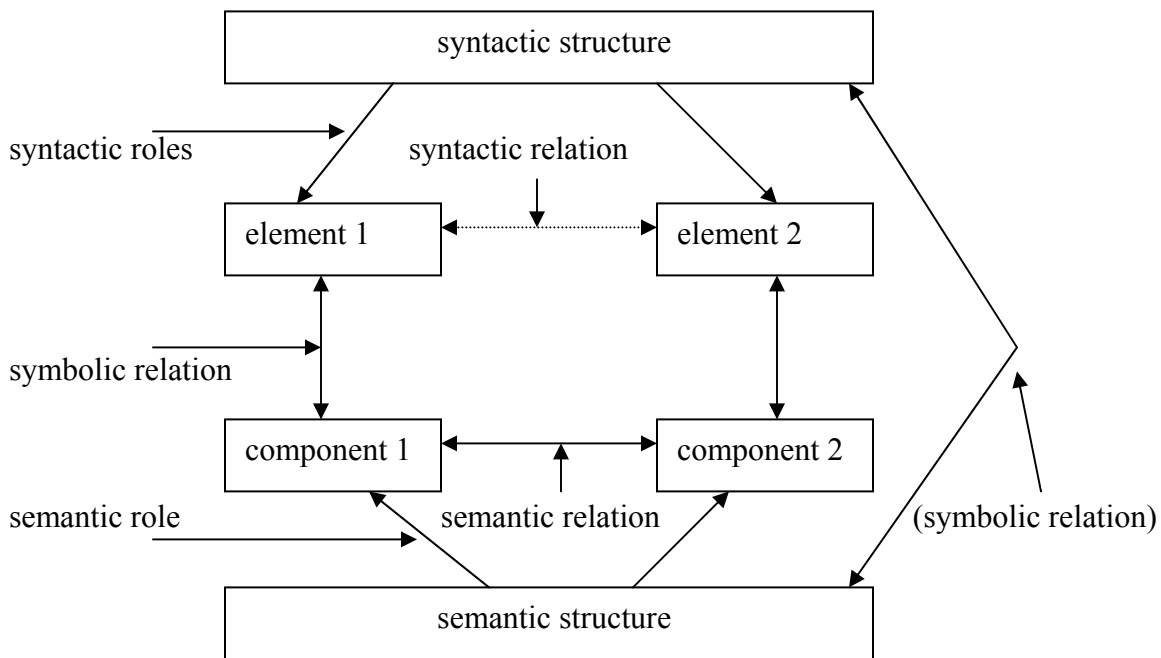 syntactic structure
syntactic roles
syntactic relation
element 1
element 2
symbolic relation
component 1
component 2
semantic role
semantic relation
(symbolic relation)
semantic structure